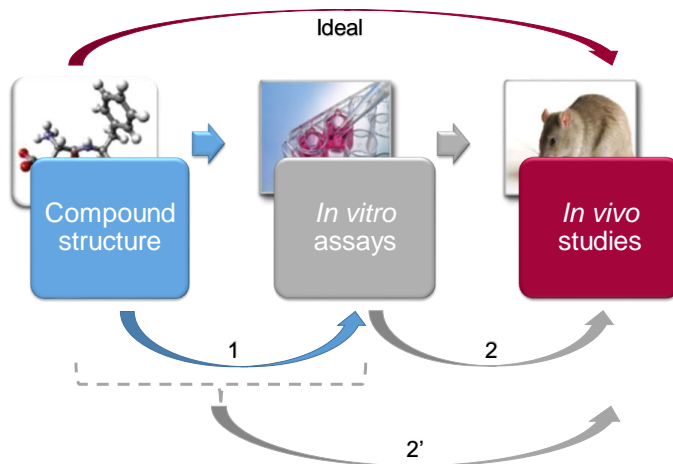 Ideal
Compound
structure
In vitro
assays
In vivo
studies
1
2
2'